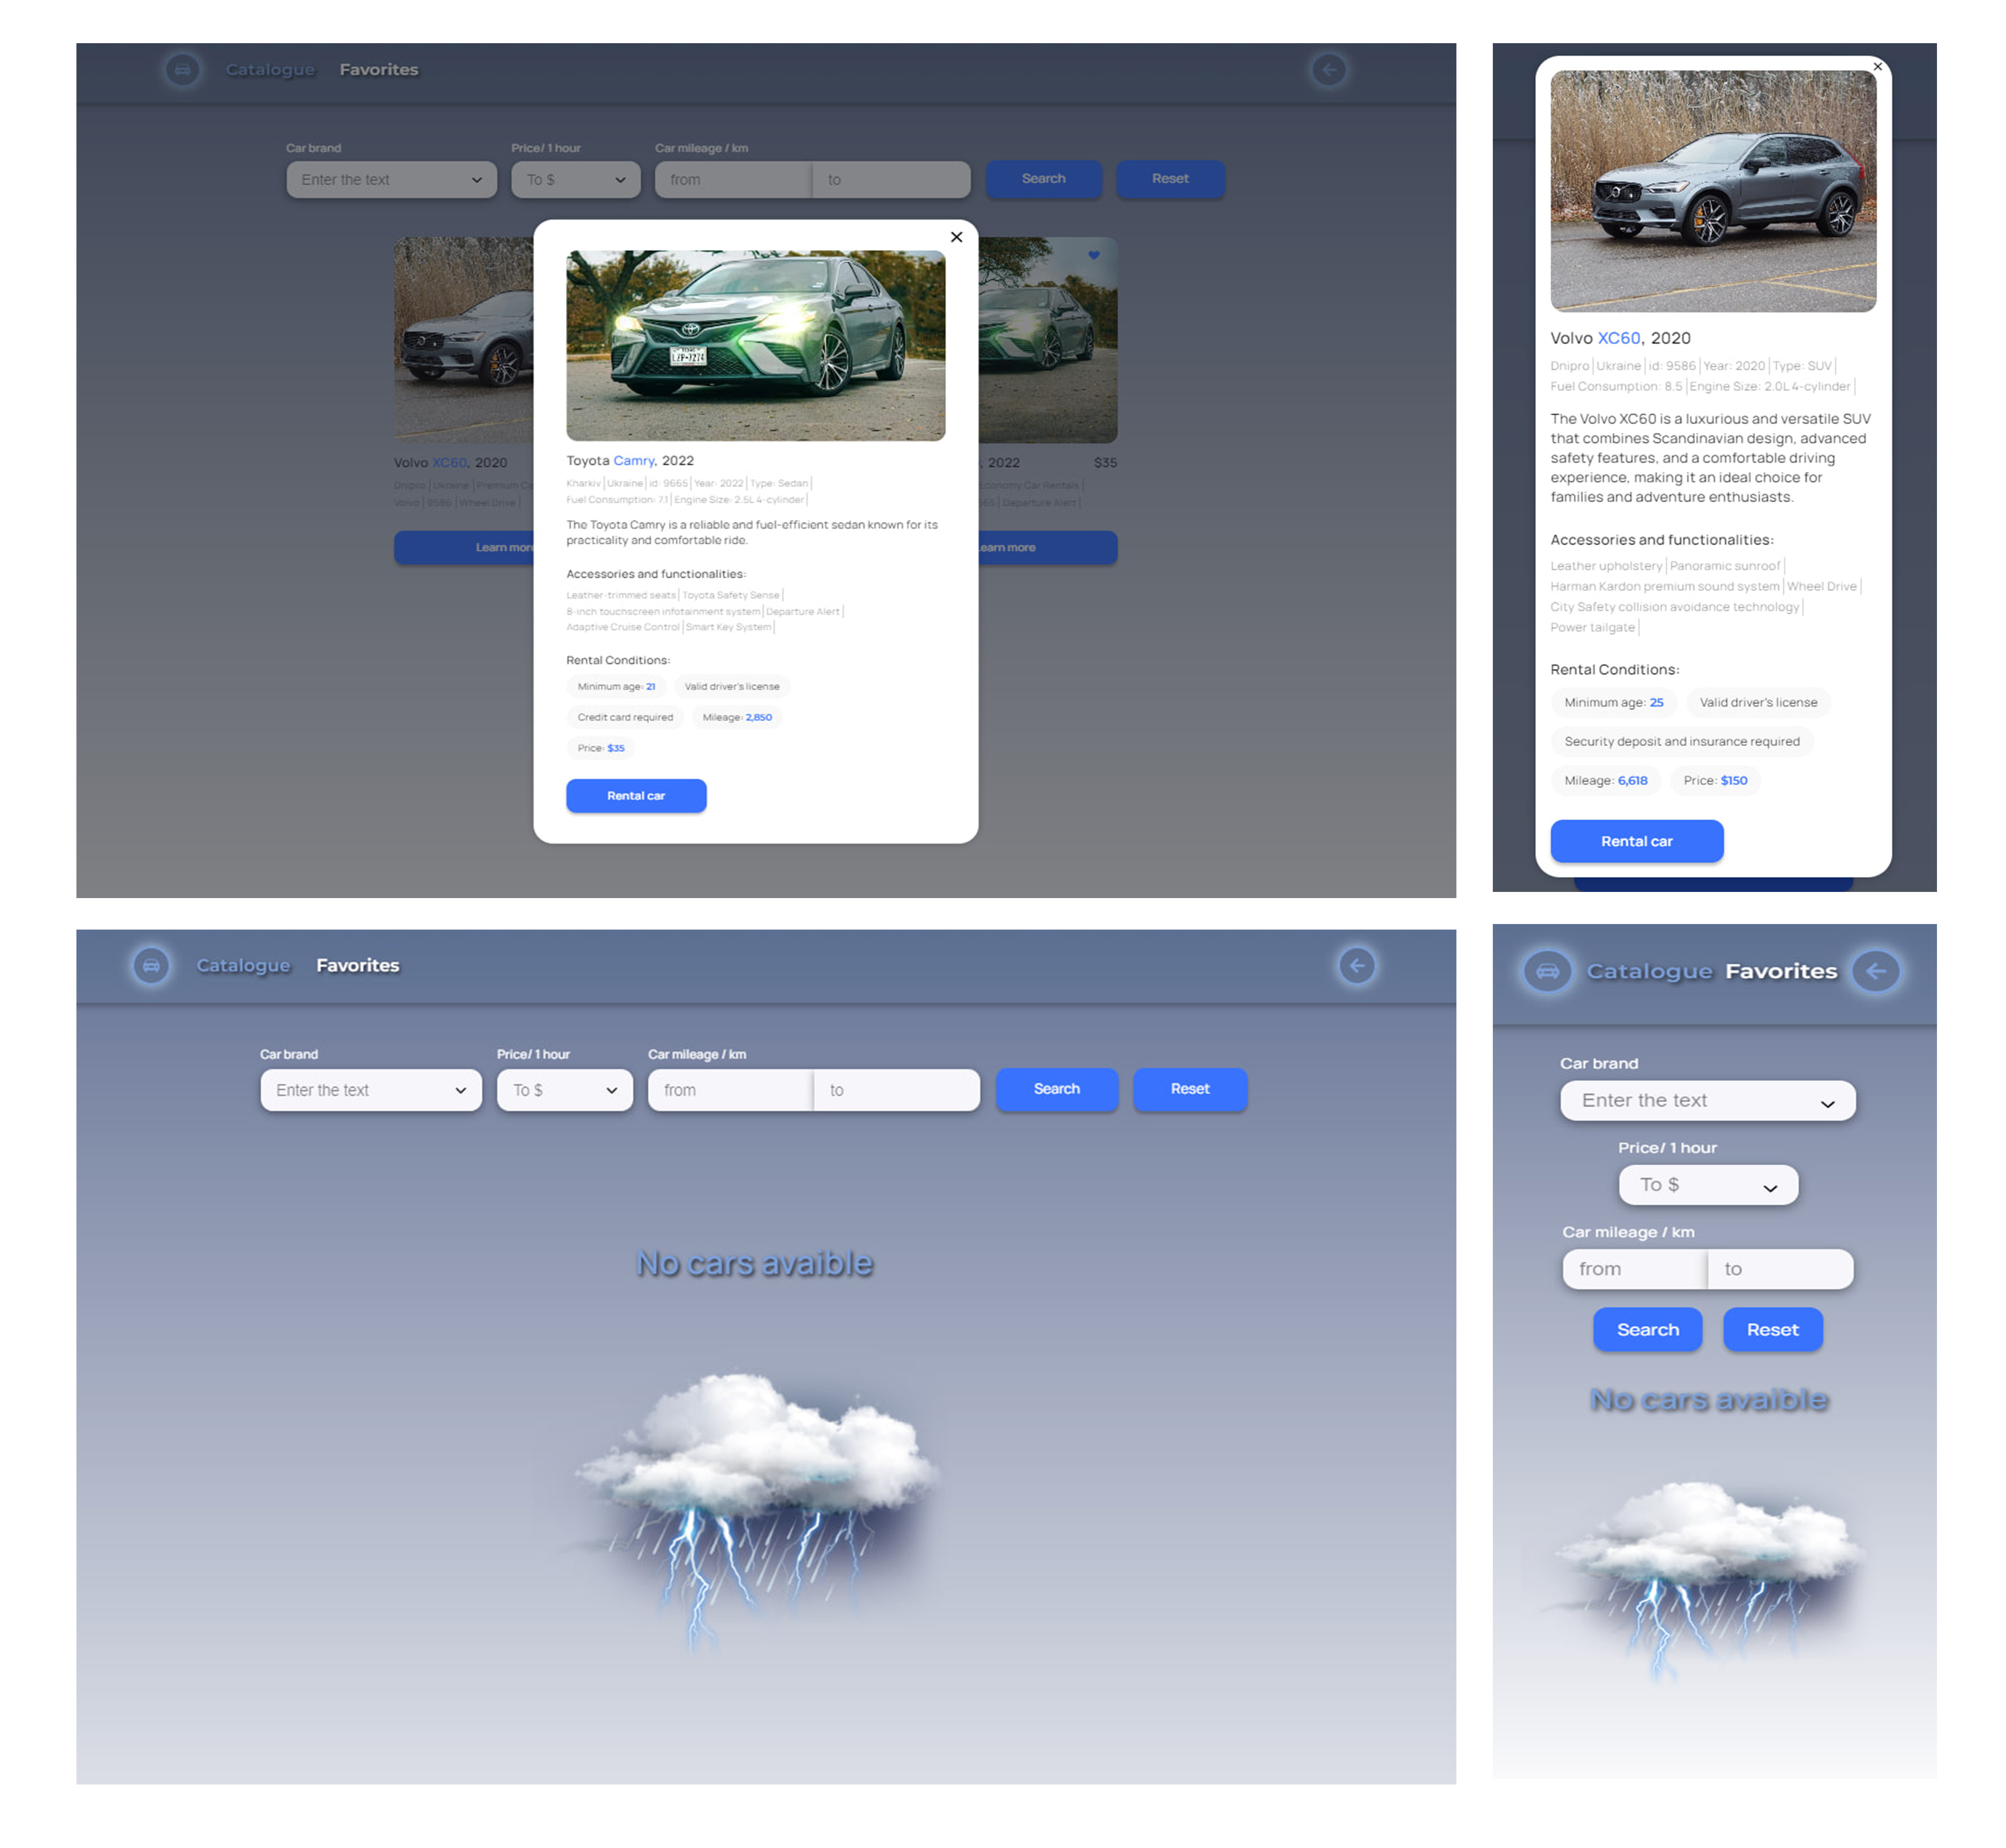 Catalogue Favorites
Car brand Price/ 1 hour Car mileage / km
Enter the text To $ from to Search Reset
Toyota Camry, 2022
Kharkiv | Ukraine | id: 9665 | Year: 2022 | Type: Sedan |
Fuel Consumption: 7.1 | Engine Size: 2.5L 4-cylinder |
The Toyota Camry is a reliable and fuel-efficient sedan known for its
practicality and comfortable ride.
Accessories and functionalities:
Leather-trimmed seats | Toyota Safety Sense |
8-inch touchscreen infotainment system | Departure Alert |
Adaptive Cruise Control | Smart Key System |
Rental Conditions:
Minimum age: 21 Valid driver's license
Credit card required Mileage: 2,850
Price: $35
Rental car
Volvo XC60, 2020
Dnipro | Ukraine | Premium
Volvo | 9586 | Wheel Drive |
Learn more
2022 $35
Economy Car Rentals |
Departure Alert |
more
Volvo XC60, 2020
Dnipro | Ukraine | id: 9586 | Year: 2020 | Type: SUV |
Fuel Consumption: 8.5 | Engine Size: 2.0L 4-cylinder |
The Volvo XC60 is a luxurious and versatile SUV
that combines Scandinavian design, advanced
safety features, and a comfortable driving
experience, making it an ideal choice for
families and adventure enthusiasts.
Accessories and functionalities:
Leather upholstery | Panoramic sunroof |
Harman Kardon premium sound system | Wheel Drive |
City Safety collision avoidance technology |
Power tailgate |
Rental Conditions:
Minimum age: 25 Valid driver's license
Security deposit and insurance required
Mileage: 6,618 Price: $150
Rental car
Catalogue Favorites
Car brand Price/ 1 hour Car mileage / km
Enter the text To $ from to Search Reset
No cars avaible
Catalogue Favorites
Car brand
Enter the text
Price/ 1 hour
To $
Car mileage / km
from to
Search Reset
No cars avaible